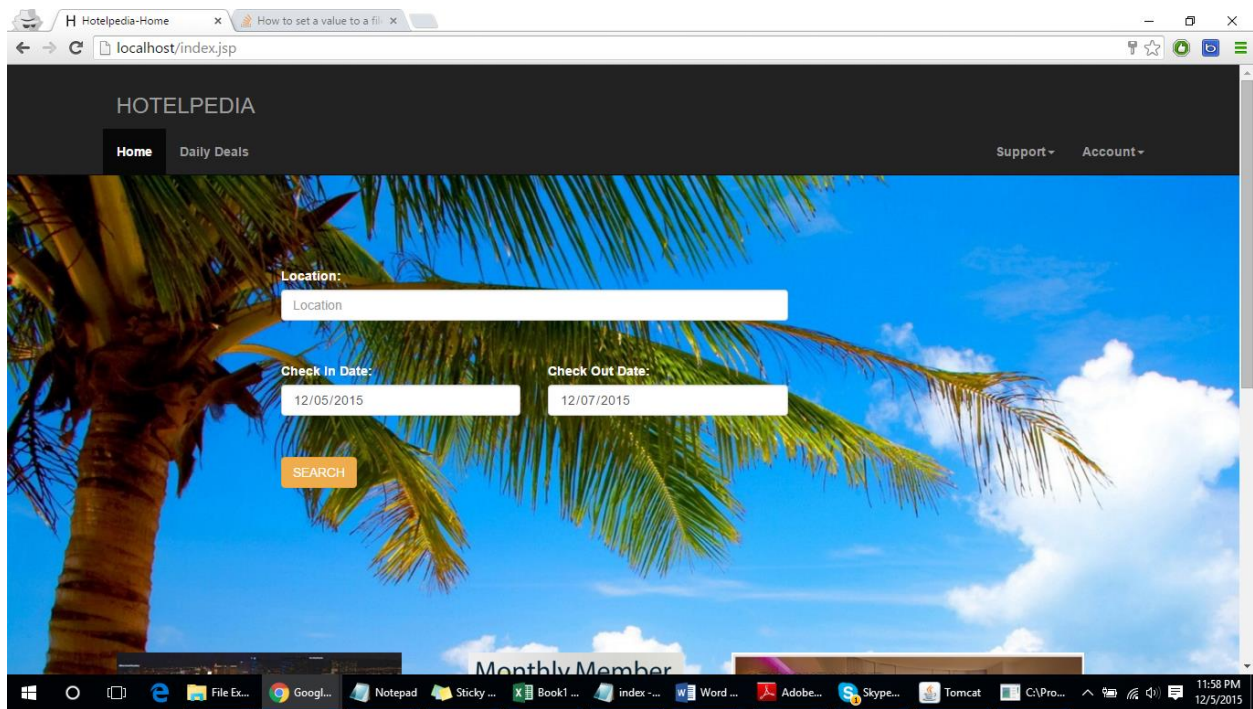 H Hotelpedia-Home
How to set a value to a fil
localhost/index.jsp
HOTELPEDIA
Home Daily Deals Support Account
Location:
Location
Check In Date: Check Out Date:
12/05/2015 12/07/2015
SEARCH
Monthly Member
File Ex... Googl... Notepad Sticky ... Book1 ... index -... Word ... Adobe... Skype... Tomcat C:\Pro... 11:58 PM
12/5/2015